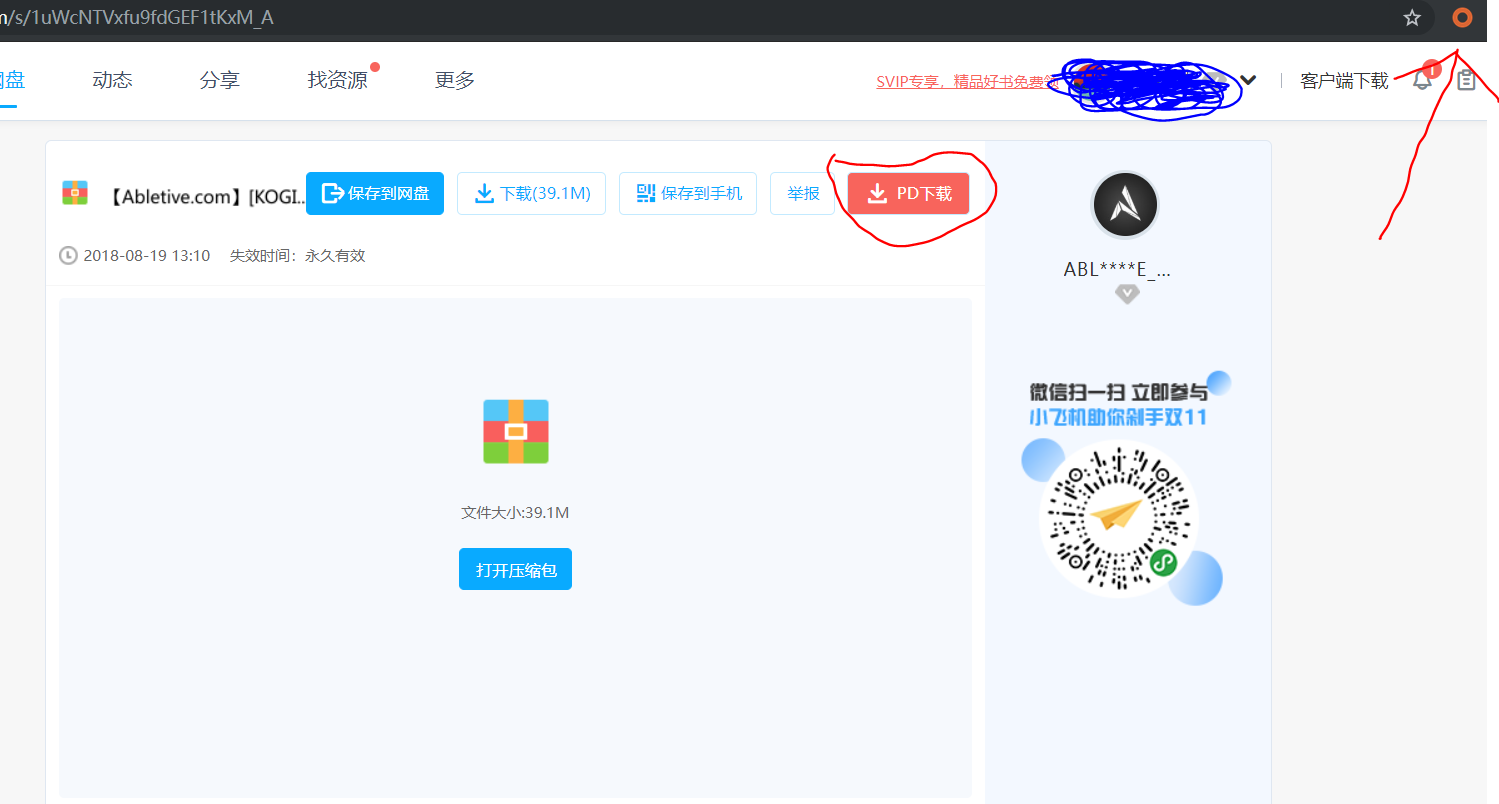 m/s/1uWcNTVxfu9fdGEF1tKxM_A
网盘 动态 分享 找资源 更多 SVIP专享，精品好书免费领 客户端下载 1
【Abletive.com】[KOGI... 保存到网盘 下载(39.1M) 保存到手机 举报 PD下载
2018-08-19 13:10 失效时间：永久有效
ABL****E_...
微信扫一扫 立即参与
小飞机助你剁手双11
文件大小:39.1M
打开压缩包